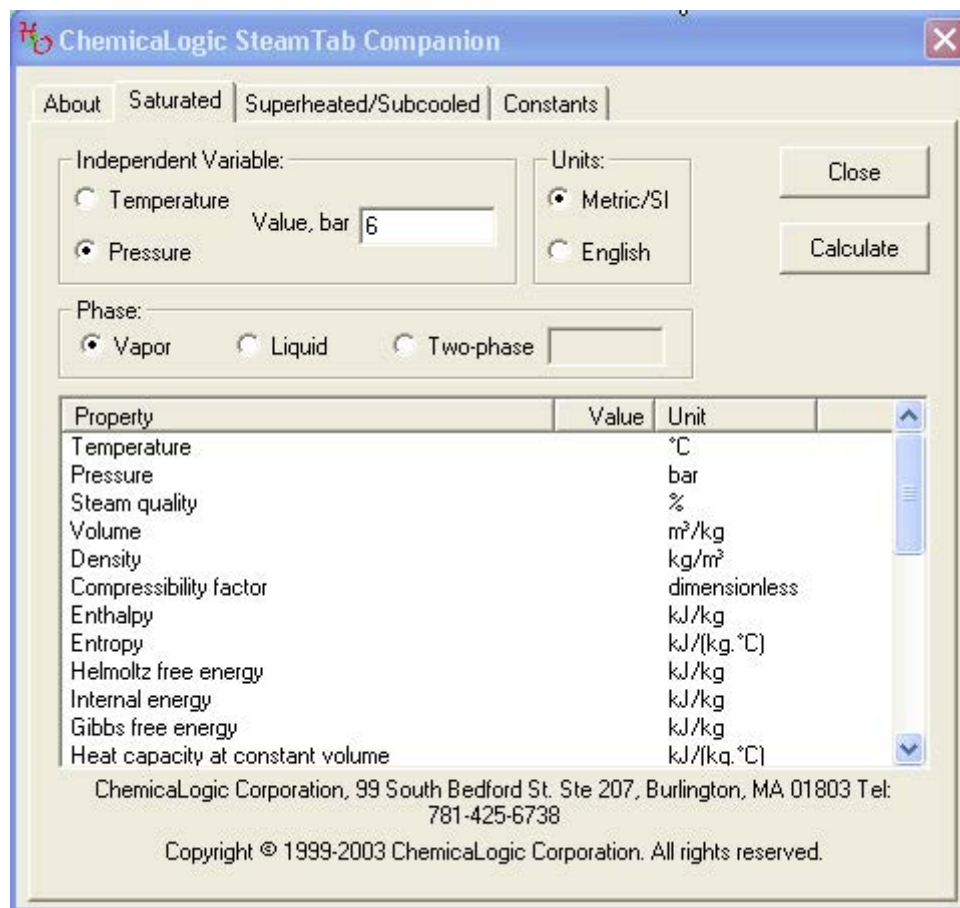 H2O ChemicaLogic SteamTab Companion
About Saturated Superheated/Subcooled Constants
Independent Variable: Units:
Temperature Metric/SI Close
Value, bar 6
Pressure English Calculate
Phase:
Vapor Liquid Two-phase
Property Value Unit
Temperature °C
Pressure bar
Steam quality %
Volume m³/kg
Density kg/m³
Compressibility factor dimensionless
Enthalpy kJ/kg
Entropy kJ/(kg.°C)
Helmoltz free energy kJ/kg
Internal energy kJ/kg
Gibbs free energy kJ/kg
Heat capacity at constant volume kJ/(kg.°C)
ChemicaLogic Corporation, 99 South Bedford St. Ste 207, Burlington, MA 01803 Tel:
781-425-6738
Copyright © 1999-2003 ChemicaLogic Corporation. All rights reserved.